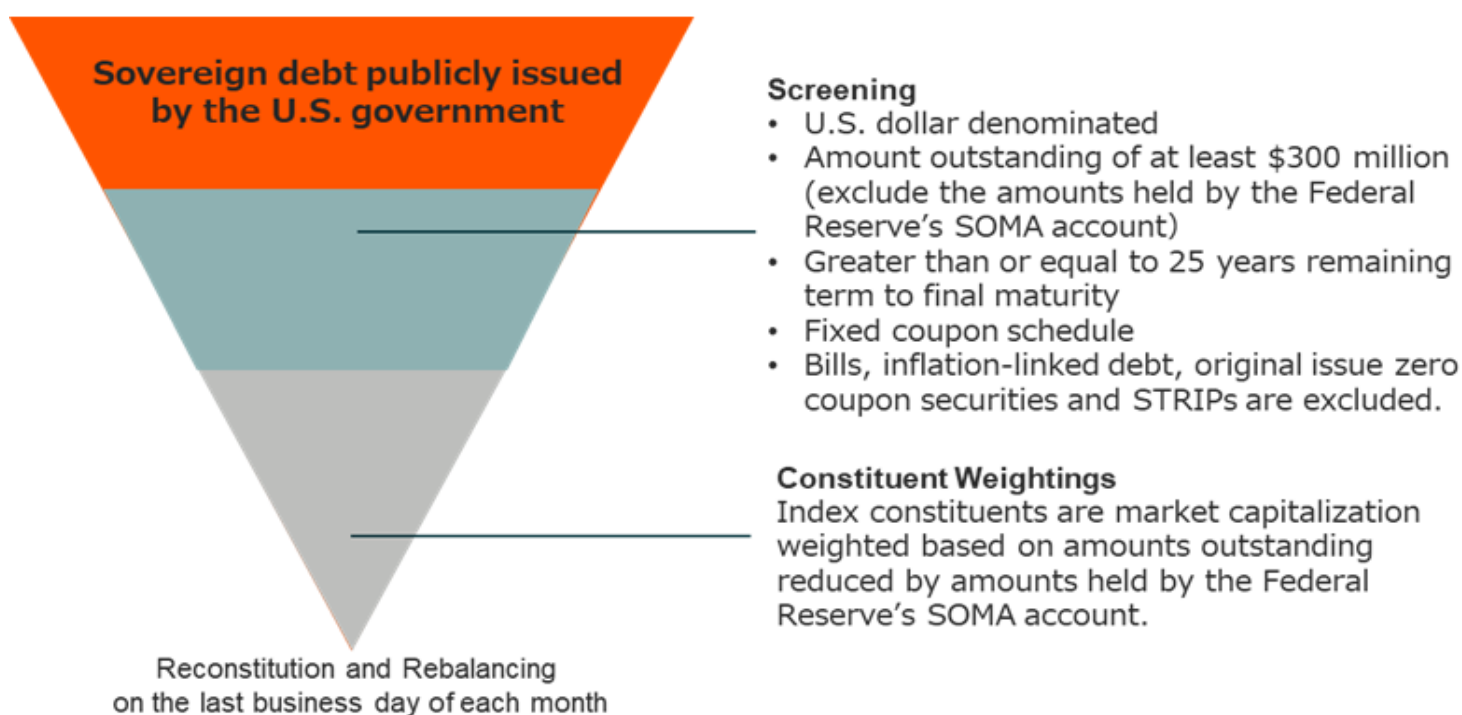 Sovereign debt publicly issued
by the U.S. government
Screening
• U.S. dollar denominated
• Amount outstanding of at least $300 million
(exclude the amounts held by the Federal
Reserve's SOMA account)
• Greater than or equal to 25 years remaining
term to final maturity
• Fixed coupon schedule
• Bills, inflation-linked debt, original issue zero
coupon securities and STRIPs are excluded.
Constituent Weightings
Index constituents are market capitalization
weighted based on amounts outstanding
reduced by amounts held by the Federal
Reserve's SOMA account.
Reconstitution and Rebalancing
on the last business day of each month